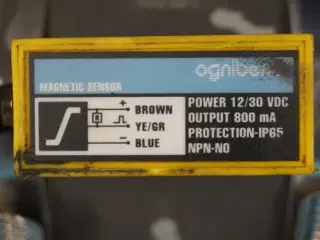 ognibene
MAGNETIC SENSOR
+ BROWN
YE/GR
− BLUE
POWER 12/30 VDC
OUTPUT 800 mA
PROTECTION-IP65
NPN-NO